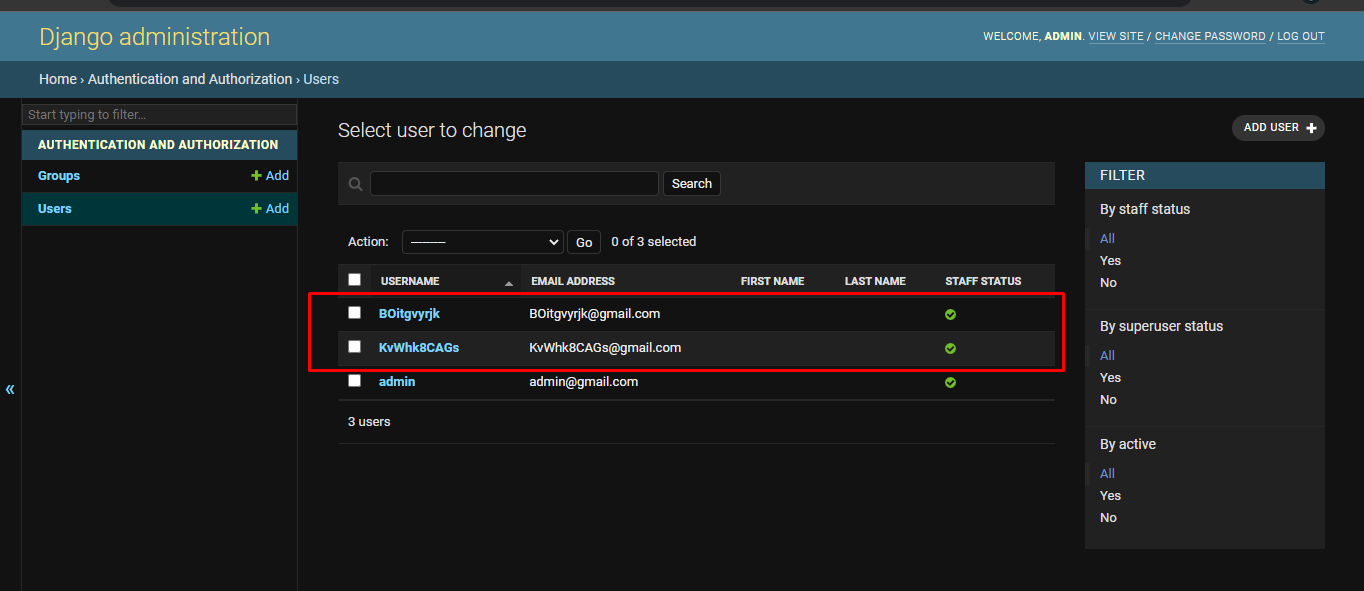 Django administration
WELCOME, ADMIN. VIEW SITE / CHANGE PASSWORD / LOG OUT
Home › Authentication and Authorization › Users
Start typing to filter...
AUTHENTICATION AND AUTHORIZATION
Groups + Add
Users + Add
«
Select user to change
ADD USER +
Search
Action: --------- Go 0 of 3 selected
USERNAME EMAIL ADDRESS FIRST NAME LAST NAME STAFF STATUS
BOitgvyrjk BOitgvyrjk@gmail.com
KvWhk8CAGs KvWhk8CAGs@gmail.com
admin admin@gmail.com
3 users
FILTER
By staff status
All
Yes
No
By superuser status
All
Yes
No
By active
All
Yes
No